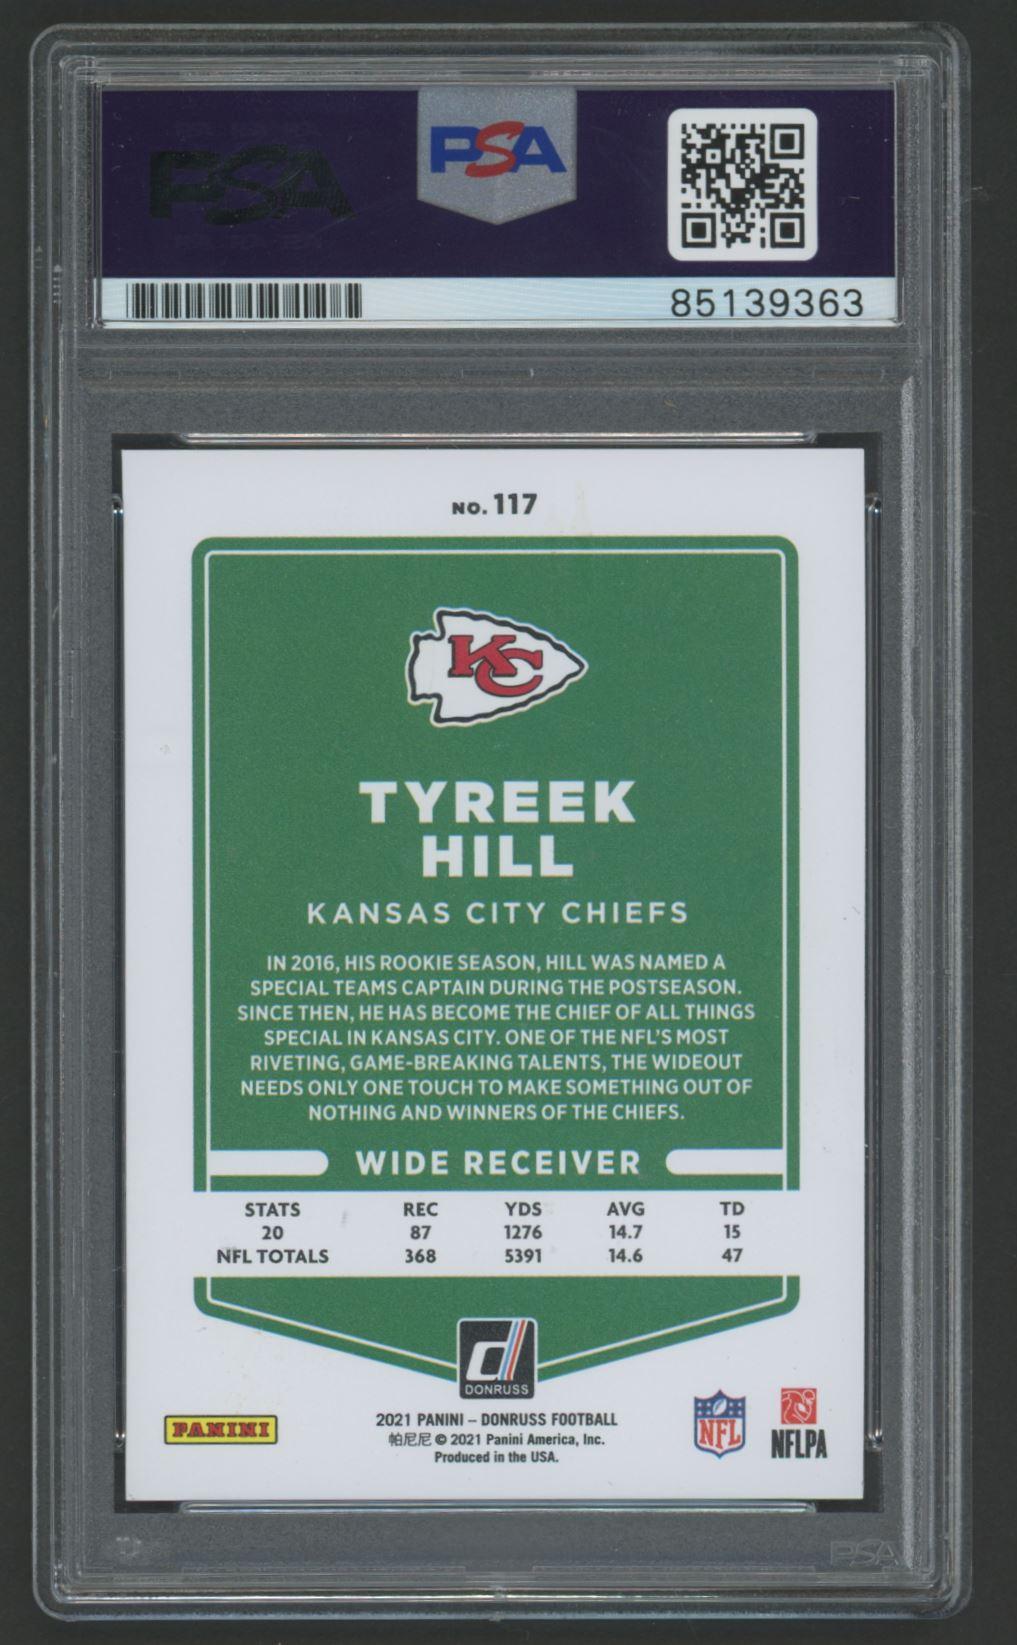 PSA
PSA
85139363
NO. 117
KC
TYREEK
HILL
KANSAS CITY CHIEFS
IN 2016, HIS ROOKIE SEASON, HILL WAS NAMED A
SPECIAL TEAMS CAPTAIN DURING THE POSTSEASON.
SINCE THEN, HE HAS BECOME THE CHIEF OF ALL THINGS
SPECIAL IN KANSAS CITY. ONE OF THE NFL'S MOST
RIVETING, GAME-BREAKING TALENTS, THE WIDEOUT
NEEDS ONLY ONE TOUCH TO MAKE SOMETHING OUT OF
NOTHING AND WINNERS OF THE CHIEFS.
WIDE RECEIVER
STATS REC YDS AVG TD
20 87 1276 14.7 15
NFL TOTALS 368 5391 14.6 47
d
DONRUSS
PANINI
2021 PANINI – DONRUSS FOOTBALL
帕尼尼 © 2021 Panini America, Inc.
Produced in the USA.
NFL
NFLPA
PSA